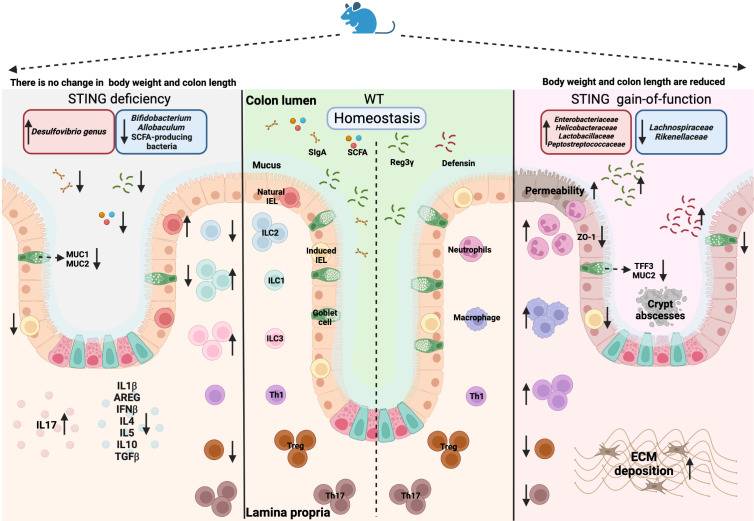 There is no change in body weight and colon length
STING deficiency
Desulfovibrio genus
Bifidobacterium
Allobaculum
SCFA-producing
bacteria
MUC1
MUC2
IL17
IL1β
AREG
IFNβ
IL4
IL5
IL10
TGFβ
Colon lumen
WT
Homeostasis
SIgA
SCFA
Reg3γ
Defensin
Mucus
Natural
IEL
ILC2
Induced
IEL
ILC1
Goblet
cell
ILC3
Th1
Treg
Th17
Lamina propria
Neutrophils
Macrophage
Th1
Treg
Th17
Body weight and colon length are reduced
STING gain-of-function
Enterobacteriaceae
Helicobacteraceae
Lactobacillaceae
Peptostreptococcaceae
Lachnospiraceae
Rikenellaceae
Permeability
ZO-1
TFF3
MUC2
Crypt
abscesses
ECM
deposition